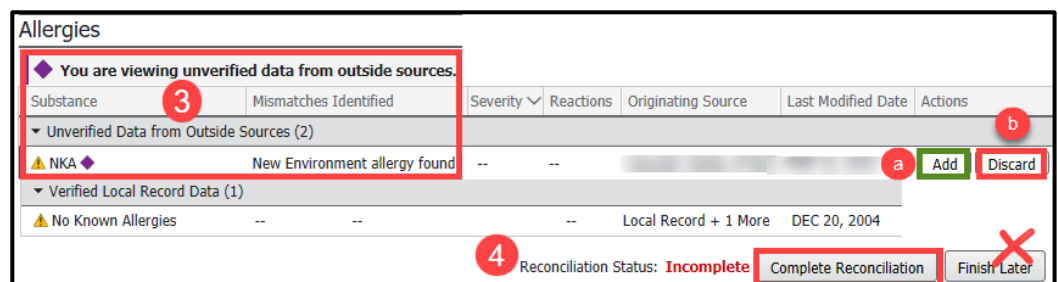 Allergies
You are viewing unverified data from outside sources.
Substance 3 Mismatches Identified Severity Reactions Originating Source Last Modified Date Actions
Unverified Data from Outside Sources (2) b
NKA New Environment allergy found -- -- a Add Discard
Verified Local Record Data (1)
No Known Allergies -- -- -- Local Record + 1 More DEC 20, 2004
4 Reconciliation Status: Incomplete Complete Reconciliation Finish Later